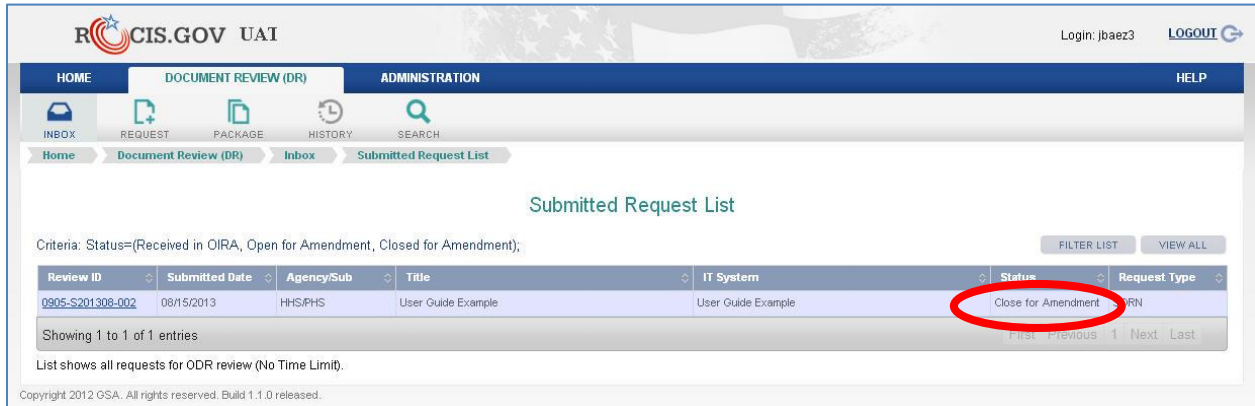 ROCIS.GOV UAT
Login: jbaez3 LOGOUT
HOME DOCUMENT REVIEW (DR) ADMINISTRATION HELP
INBOX REQUEST PACKAGE HISTORY SEARCH
Home Document Review (DR) Inbox Submitted Request List
Submitted Request List
Criteria: Status=(Received in OIRA, Open for Amendment, Closed for Amendment);
FILTER LIST VIEW ALL
Review ID Submitted Date Agency/Sub Title IT System Status Request Type
0905-S201308-002 08/15/2013 HHS/PHS User Guide Example User Guide Example Close for Amendment
Showing 1 to 1 of 1 entries
First Previous 1 Next Last
List shows all requests for ODR review (No Time Limit).
Copyright 2012 GSA. All rights reserved. Build 1.1.0 released.